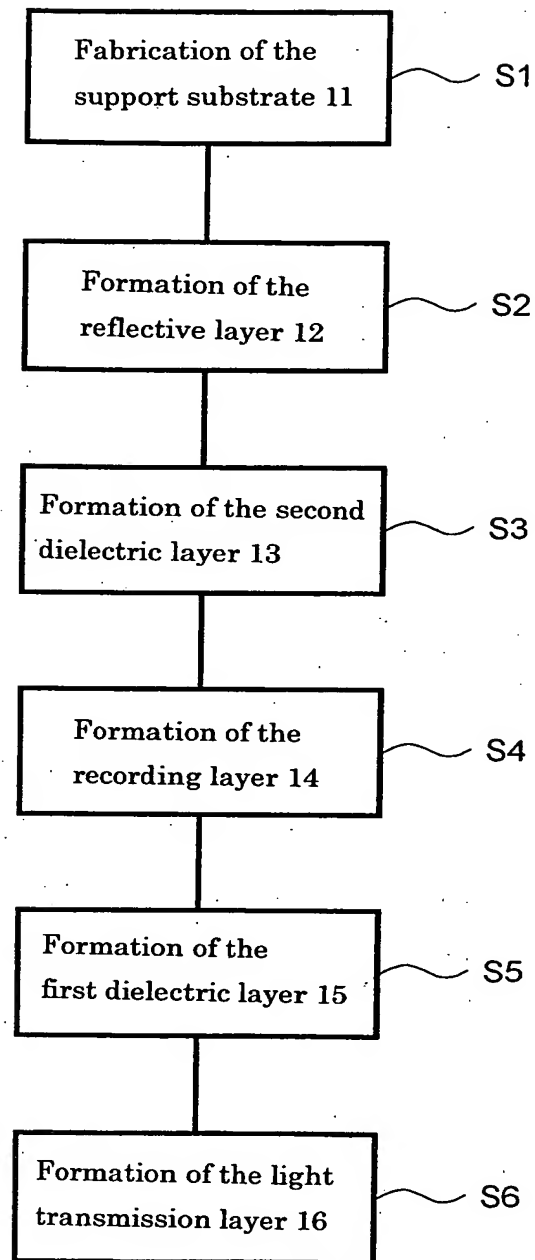 Fabrication of the
support substrate 11
S1
Formation of the
reflective layer 12
S2
Formation of the second
dielectric layer 13
S3
Formation of the
recording layer 14
S4
Formation of the
first dielectric layer 15
S5
Formation of the light
transmission layer 16
S6